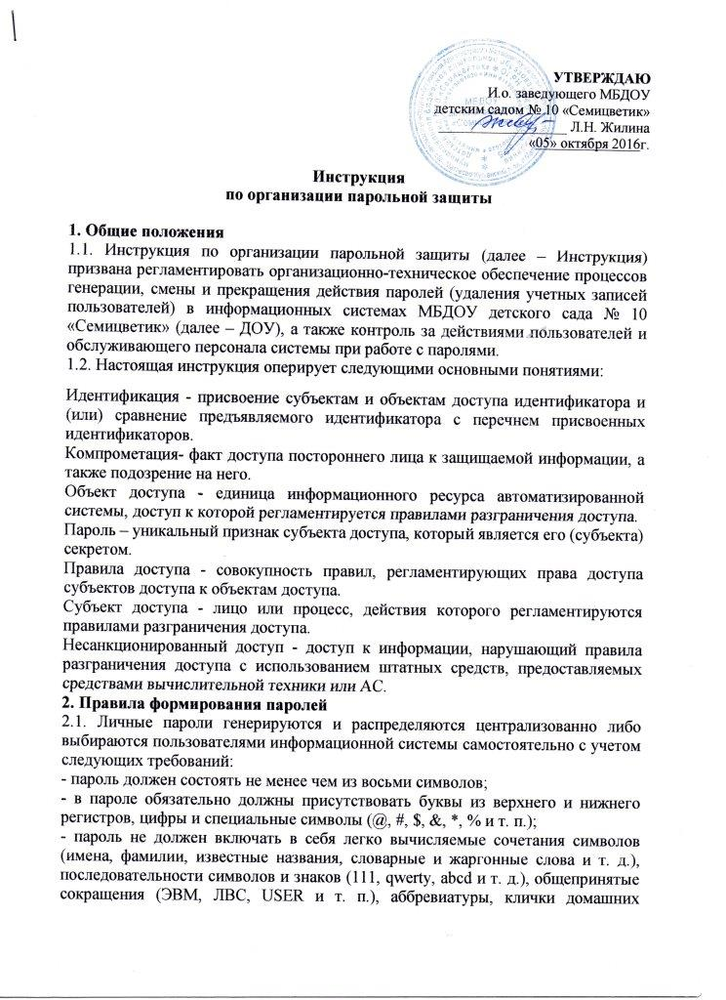 УТВЕРЖДАЮ
И.о. заведующего МБДОУ
детским садом № 10 «Семицветик»
Л.Н. Жилина
«05» октября 2016г.
Инструкция
по организации парольной защиты
1. Общие положения
1.1. Инструкция по организации парольной защиты (далее – Инструкция)
призвана регламентировать организационно-техническое обеспечение процессов
генерации, смены и прекращения действия паролей (удаления учетных записей
пользователей) в информационных системах МБДОУ детского сада № 10
«Семицветик» (далее – ДОУ), а также контроль за действиями пользователей и
обслуживающего персонала системы при работе с паролями.
1.2. Настоящая инструкция оперирует следующими основными понятиями:
Идентификация - присвоение субъектам и объектам доступа идентификатора и
(или) сравнение предъявляемого идентификатора с перечнем присвоенных
идентификаторов.
Компрометация- факт доступа постороннего лица к защищаемой информации, а
также подозрение на него.
Объект доступа - единица информационного ресурса автоматизированной
системы, доступ к которой регламентируется правилами разграничения доступа.
Пароль – уникальный признак субъекта доступа, который является его (субъекта)
секретом.
Правила доступа - совокупность правил, регламентирующих права доступа
субъектов доступа к объектам доступа.
Субъект доступа - лицо или процесс, действия которого регламентируются
правилами разграничения доступа.
Несанкционированный доступ - доступ к информации, нарушающий правила
разграничения доступа с использованием штатных средств, предоставляемых
средствами вычислительной техники или АС.
2. Правила формирования паролей
2.1. Личные пароли генерируются и распределяются централизованно либо
выбираются пользователями информационной системы самостоятельно с учетом
следующих требований:
- пароль должен состоять не менее чем из восьми символов;
- в пароле обязательно должны присутствовать буквы из верхнего и нижнего
регистров, цифры и специальные символы (@, #, $, &, *, % и т. п.);
- пароль не должен включать в себя легко вычисляемые сочетания символов
(имена, фамилии, известные названия, словарные и жаргонные слова и т. д.),
последовательности символов и знаков (111, qwerty, abcd и т. д.), общепринятые
сокращения (ЭВМ, ЛВС, USER и т. п.), аббревиатуры, клички домашних